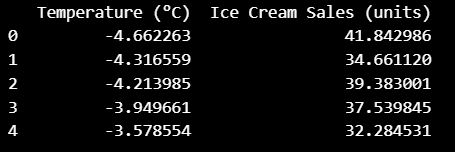 Temperature (°C) Ice Cream Sales (units)
0 -4.662263 41.842986
1 -4.316559 34.661120
2 -4.213985 39.383001
3 -3.949661 37.539845
4 -3.578554 32.284531